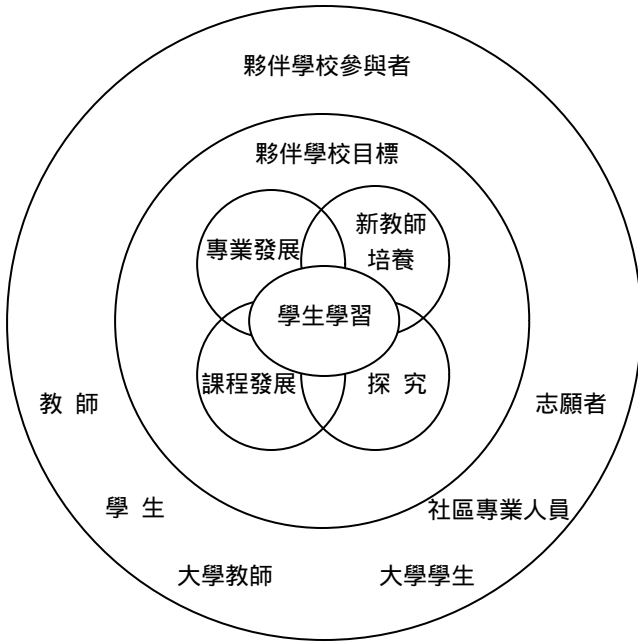 夥伴學校參與者
夥伴學校目標
專業發展
新教師
培養
學生學習
課程發展
探 究
教 師
志願者
學 生
社區專業人員
大學教師
大學學生